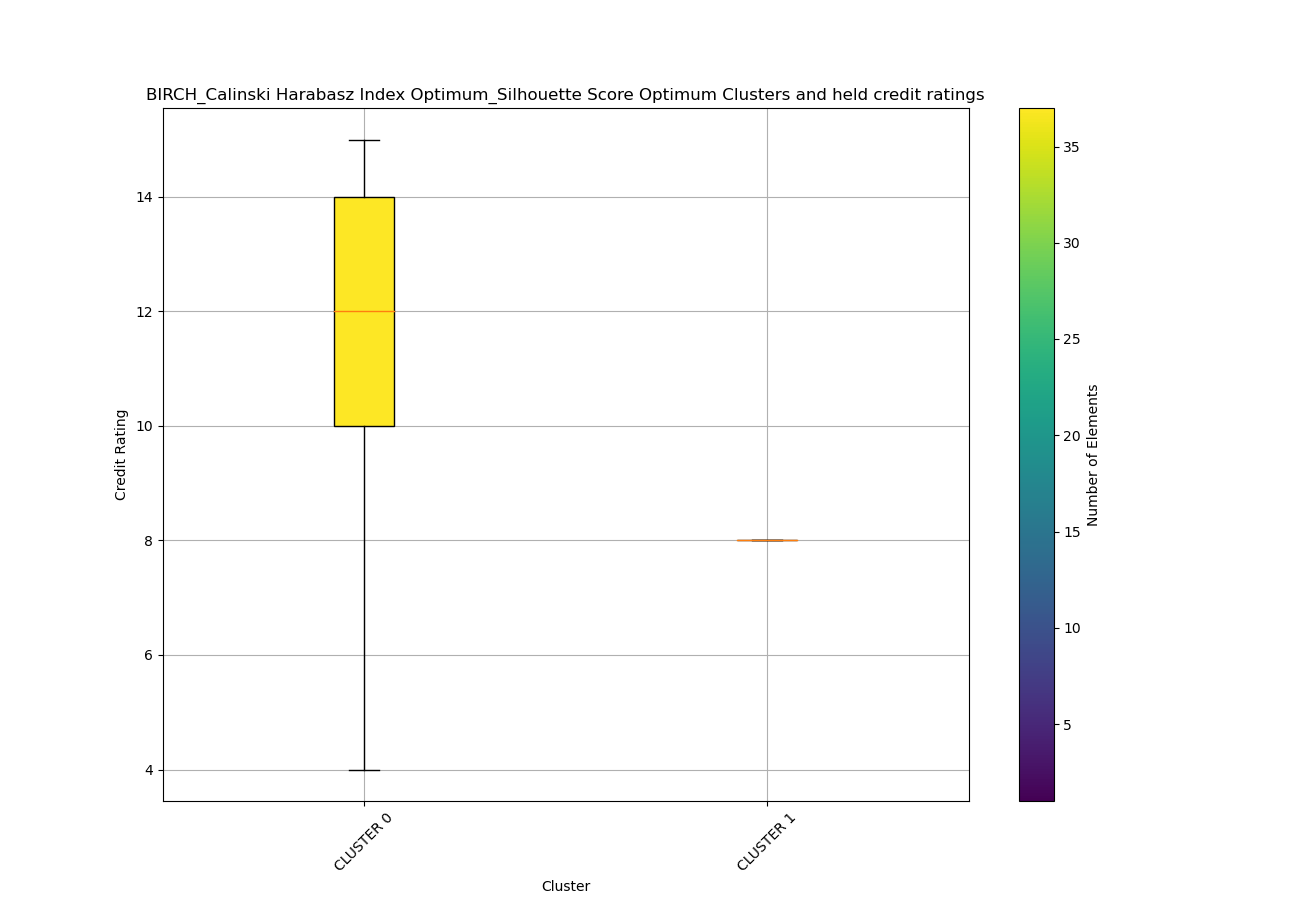 BIRCH_Calinski Harabasz Index Optimum_Silhouette Score Optimum Clusters and held credit ratings
Credit Rating
14
12
10
8
6
4
CLUSTER 0
CLUSTER 1
Cluster
35
30
25
20
15
10
5
Number of Elements